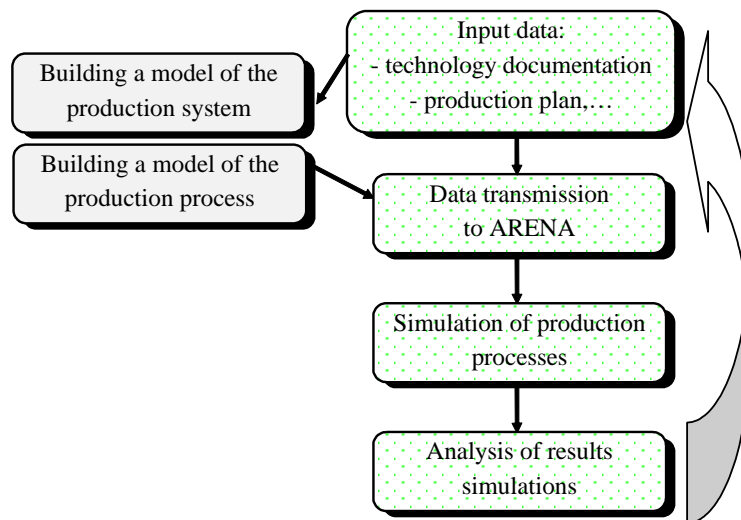 Input data:
- technology documentation
- production plan,…
Building a model of the
production system
Building a model of the
production process
Data transmission
to ARENA
Simulation of production
processes
Analysis of results
simulations